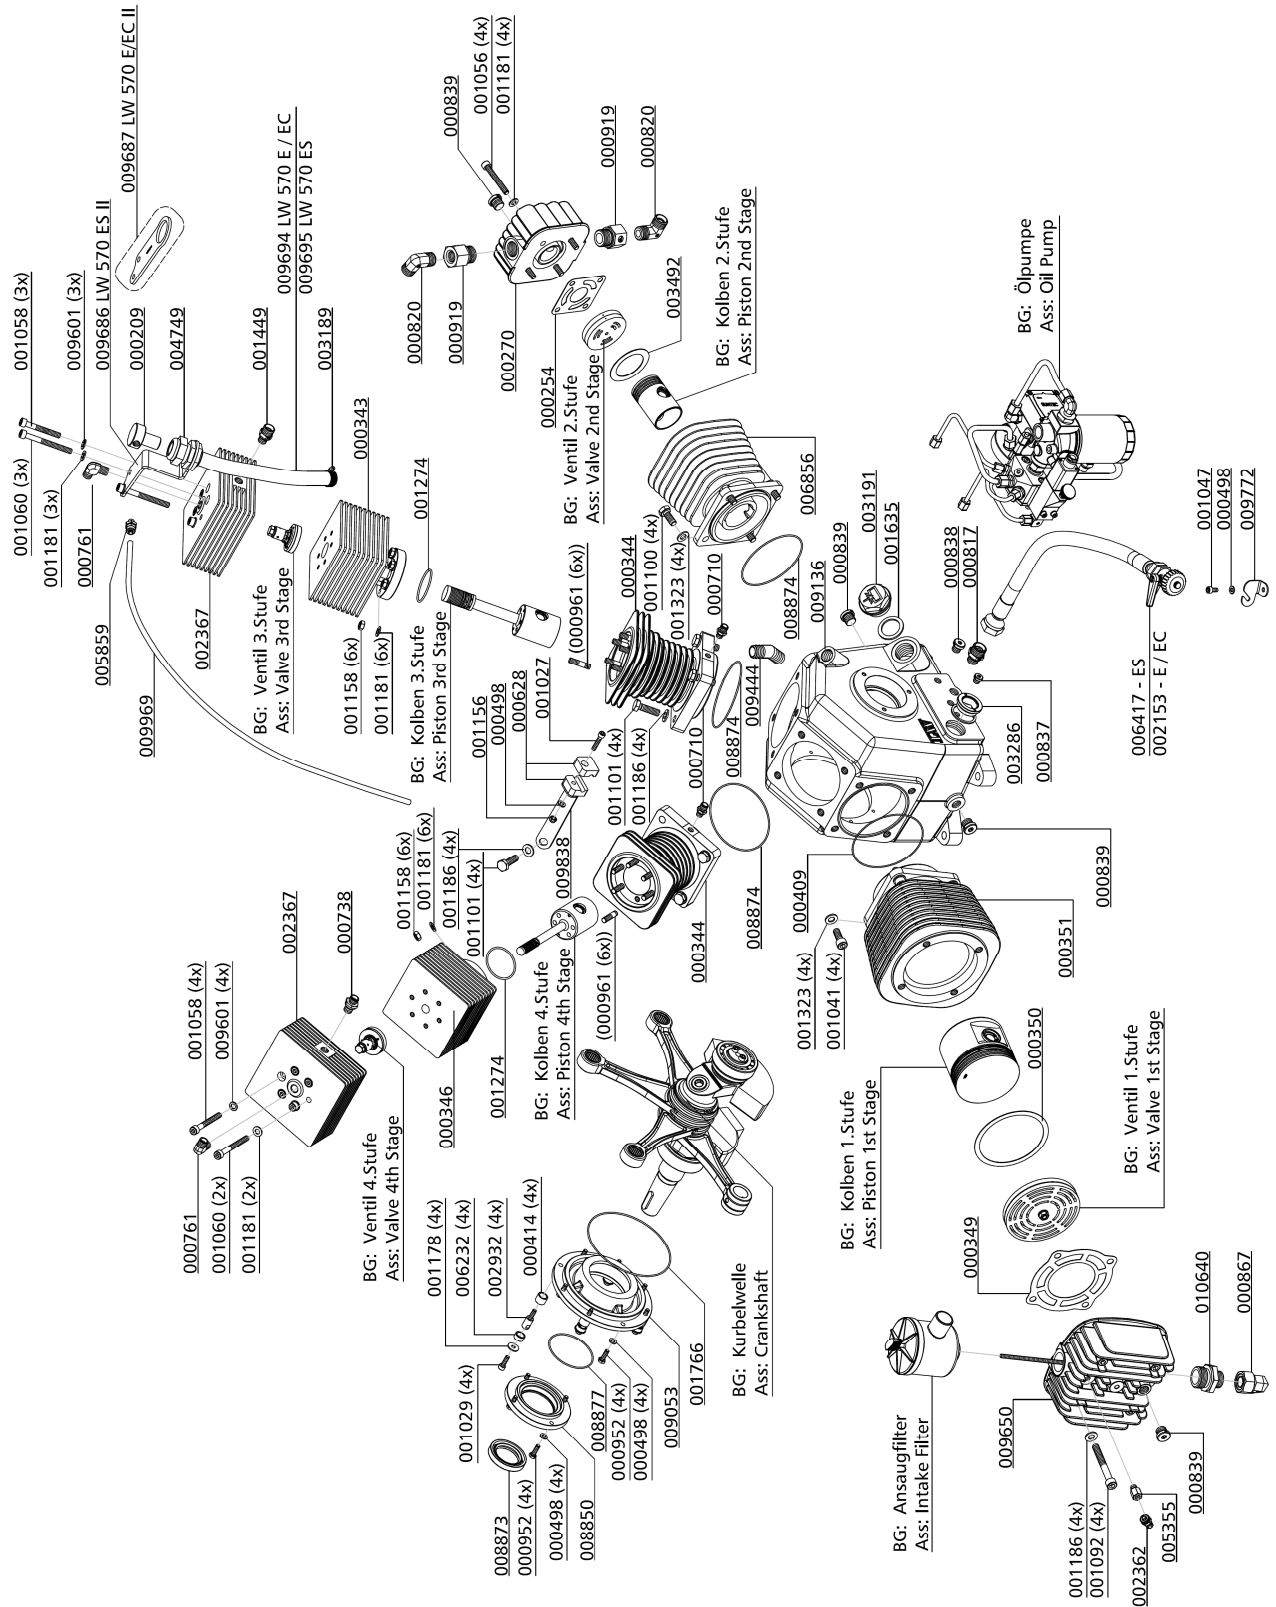 001058 (3x)
009601 (3x)
009686 LW 570 ES II
009687 LW 570 E/EC II
000209
004749
001449
009694 LW 570 E / EC
009695 LW 570 ES
003189
000343
001274
001060 (3x)
001181 (3x)
000761
005859
009969
002367
BG: Ventil 3.Stufe
Ass: Valve 3rd Stage
001158 (6x)
001181 (6x)
BG: Kolben 3.Stufe
Ass: Piston 3rd Stage
000839
001056 (4x)
001181 (4x)
000919
000820
000820
000919
000270
000254
BG: Ventil 2.Stufe
Ass: Valve 2nd Stage
003492
BG: Kolben 2.Stufe
Ass: Piston 2nd Stage
006856
(000961 (6x)
000344
001100 (4x)
001323 (4x)
000710
008874
009136
000839
003191
001635
000838
000817
BG: Ölpumpe
Ass: Oil Pump
001047
000498
009772
006417 - ES
002153 - E / EC
003286
000837
001156
000498
000628
001027
001101 (4x)
001186 (4x)
000710
008874
009444
009838
001158 (6x)
001181 (6x)
001186 (4x)
001101 (4x)
000344
008874
000409
000839
000351
001323 (4x)
001041 (4x)
002367
000738
001058 (4x)
009601 (4x)
000761
001060 (2x)
001181 (2x)
BG: Ventil 4.Stufe
Ass: Valve 4th Stage
000346
001274
BG: Kolben 4.Stufe
Ass: Piston 4th Stage
(000961 (6x))
000350
BG: Kolben 1.Stufe
Ass: Piston 1st Stage
BG: Ventil 1.Stufe
Ass: Valve 1st Stage
000349
001178 (4x)
006232 (4x)
002932 (4x)
000414 (4x)
001029 (4x)
008877
000952 (4x)
000498 (4x)
009053
001766
BG: Kurbelwelle
Ass: Crankshaft
008873
000952 (4x)
000498 (4x)
008850
BG: Ansaugfilter
Ass: Intake Filter
009650
010640
000867
001186 (4x)
001092 (4x)
002362
005355
000839